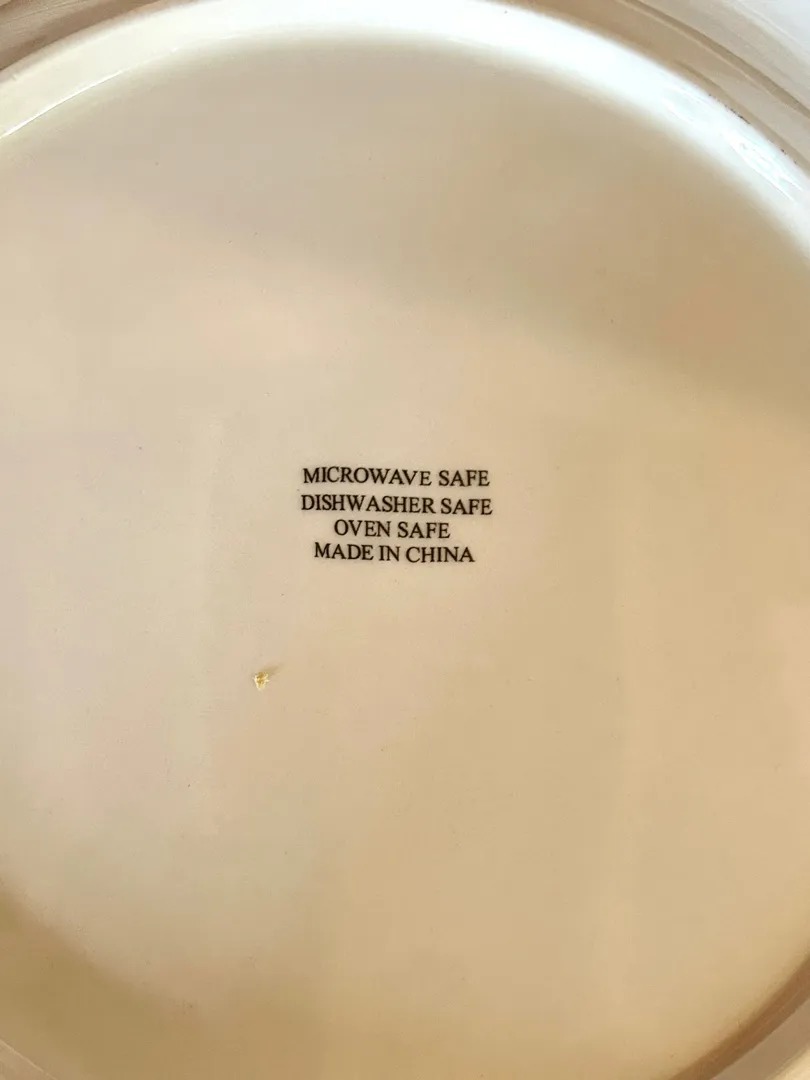 MICROWAVE SAFE
DISHWASHER SAFE
OVEN SAFE
MADE IN CHINA